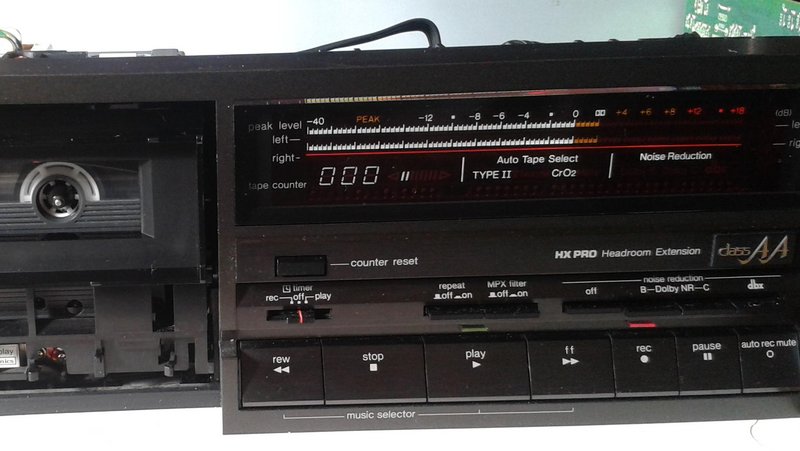 -40 PEAK -12 • -8 -6 -4 • 0 +4 +6 +8 +12 • +18 (dB)
peak level
left
right
tape counter 000
Auto Tape Select
TYPE II CrO2
Noise Reduction
counter reset
HX PRO Headroom Extension
class AA
timer
rec off play
repeat
off on
MPX filter
off on
noise reduction
off B-Dolby NR-C dbx
rew
stop
play
ff
rec
pause
auto rec mute
music selector
play